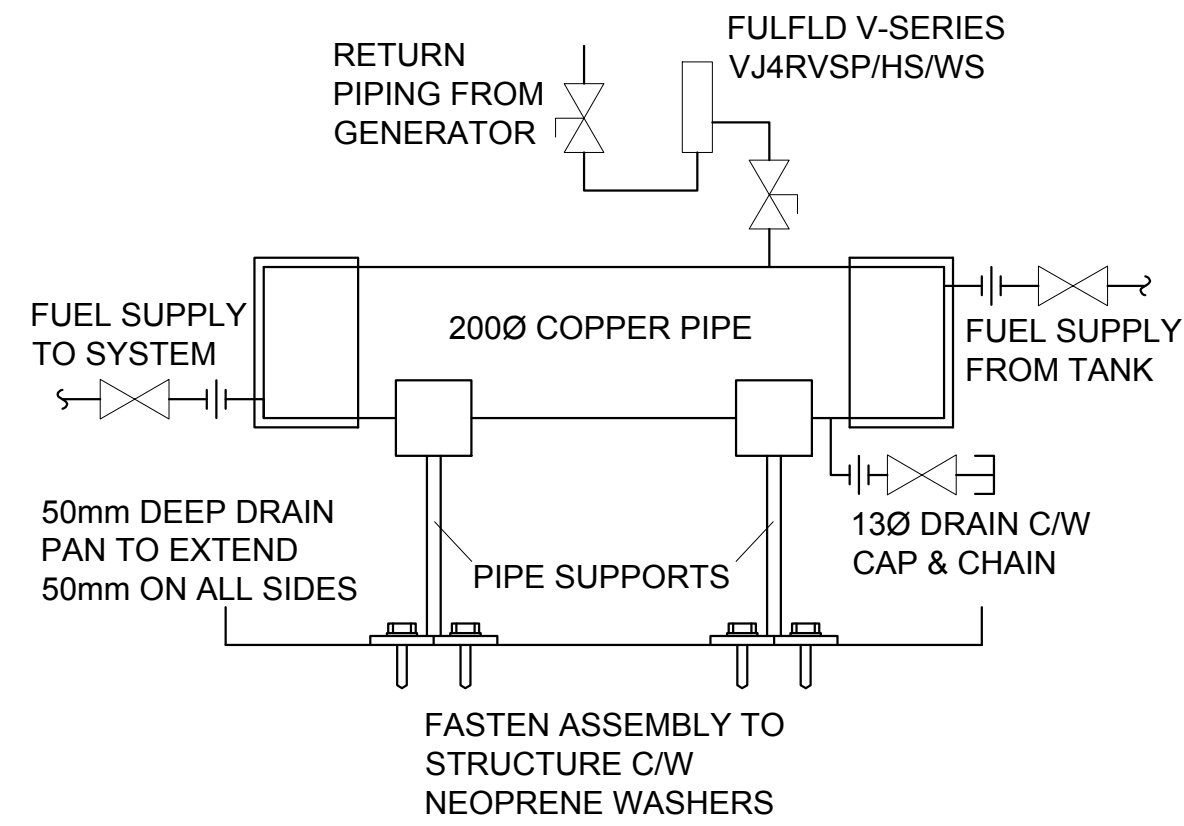 RETURN
PIPING FROM
GENERATOR
FULFLD V-SERIES
VJ4RVSP/HS/WS
FUEL SUPPLY
TO SYSTEM
200Ø COPPER PIPE
FUEL SUPPLY
FROM TANK
50mm DEEP DRAIN
PAN TO EXTEND
50mm ON ALL SIDES
PIPE SUPPORTS
13Ø DRAIN C/W
CAP & CHAIN
FASTEN ASSEMBLY TO
STRUCTURE C/W
NEOPRENE WASHERS